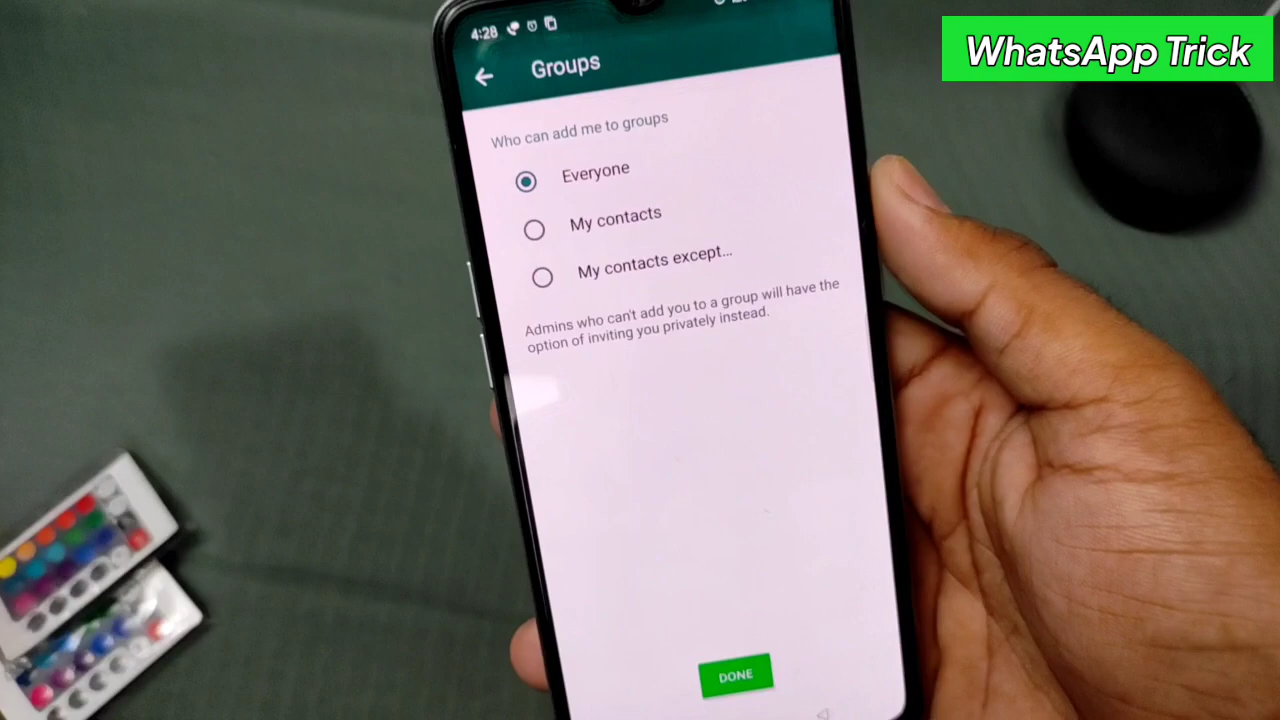 WhatsApp Trick
4:28
Groups
Who can add me to groups
Everyone
My contacts
My contacts except...
Admins who can't add you to a group will have the
option of inviting you privately instead.
DONE